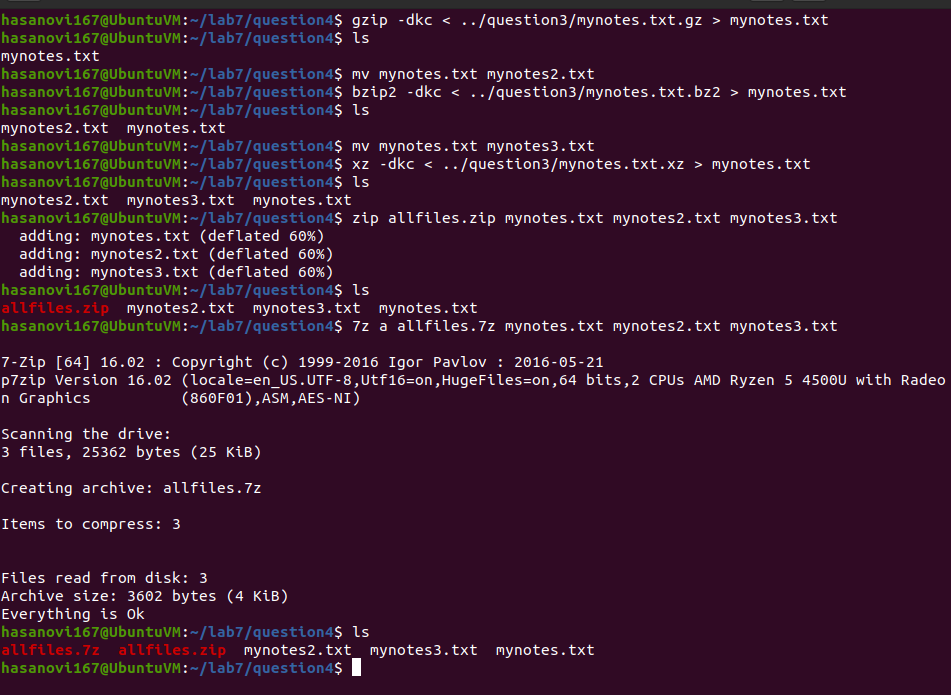 hasanovi167@UbuntuVM:~/lab7/question4$ gzip -dkc < ../question3/mynotes.txt.gz > mynotes.txt
hasanovi167@UbuntuVM:~/lab7/question4$ ls
mynotes.txt
hasanovi167@UbuntuVM:~/lab7/question4$ mv mynotes.txt mynotes2.txt
hasanovi167@UbuntuVM:~/lab7/question4$ bzip2 -dkc < ../question3/mynotes.txt.bz2 > mynotes.txt
hasanovi167@UbuntuVM:~/lab7/question4$ ls
mynotes2.txt  mynotes.txt
hasanovi167@UbuntuVM:~/lab7/question4$ mv mynotes.txt mynotes3.txt
hasanovi167@UbuntuVM:~/lab7/question4$ xz -dkc < ../question3/mynotes.txt.xz > mynotes.txt
hasanovi167@UbuntuVM:~/lab7/question4$ ls
mynotes2.txt  mynotes3.txt  mynotes.txt
hasanovi167@UbuntuVM:~/lab7/question4$ zip allfiles.zip mynotes.txt mynotes2.txt mynotes3.txt
  adding: mynotes.txt (deflated 60%)
  adding: mynotes2.txt (deflated 60%)
  adding: mynotes3.txt (deflated 60%)
hasanovi167@UbuntuVM:~/lab7/question4$ ls
allfiles.zip  mynotes2.txt  mynotes3.txt  mynotes.txt
hasanovi167@UbuntuVM:~/lab7/question4$ 7z a allfiles.7z mynotes.txt mynotes2.txt mynotes3.txt
7-Zip [64] 16.02 : Copyright (c) 1999-2016 Igor Pavlov : 2016-05-21
p7zip Version 16.02 (locale=en_US.UTF-8,Utf16=on,HugeFiles=on,64 bits,2 CPUs AMD Ryzen 5 4500U with Radeo
n Graphics          (860F01),ASM,AES-NI)
Scanning the drive:
3 files, 25362 bytes (25 KiB)
Creating archive: allfiles.7z
Items to compress: 3
Files read from disk: 3
Archive size: 3602 bytes (4 KiB)
Everything is Ok
hasanovi167@UbuntuVM:~/lab7/question4$ ls
allfiles.7z  allfiles.zip  mynotes2.txt  mynotes3.txt  mynotes.txt
hasanovi167@UbuntuVM:~/lab7/question4$